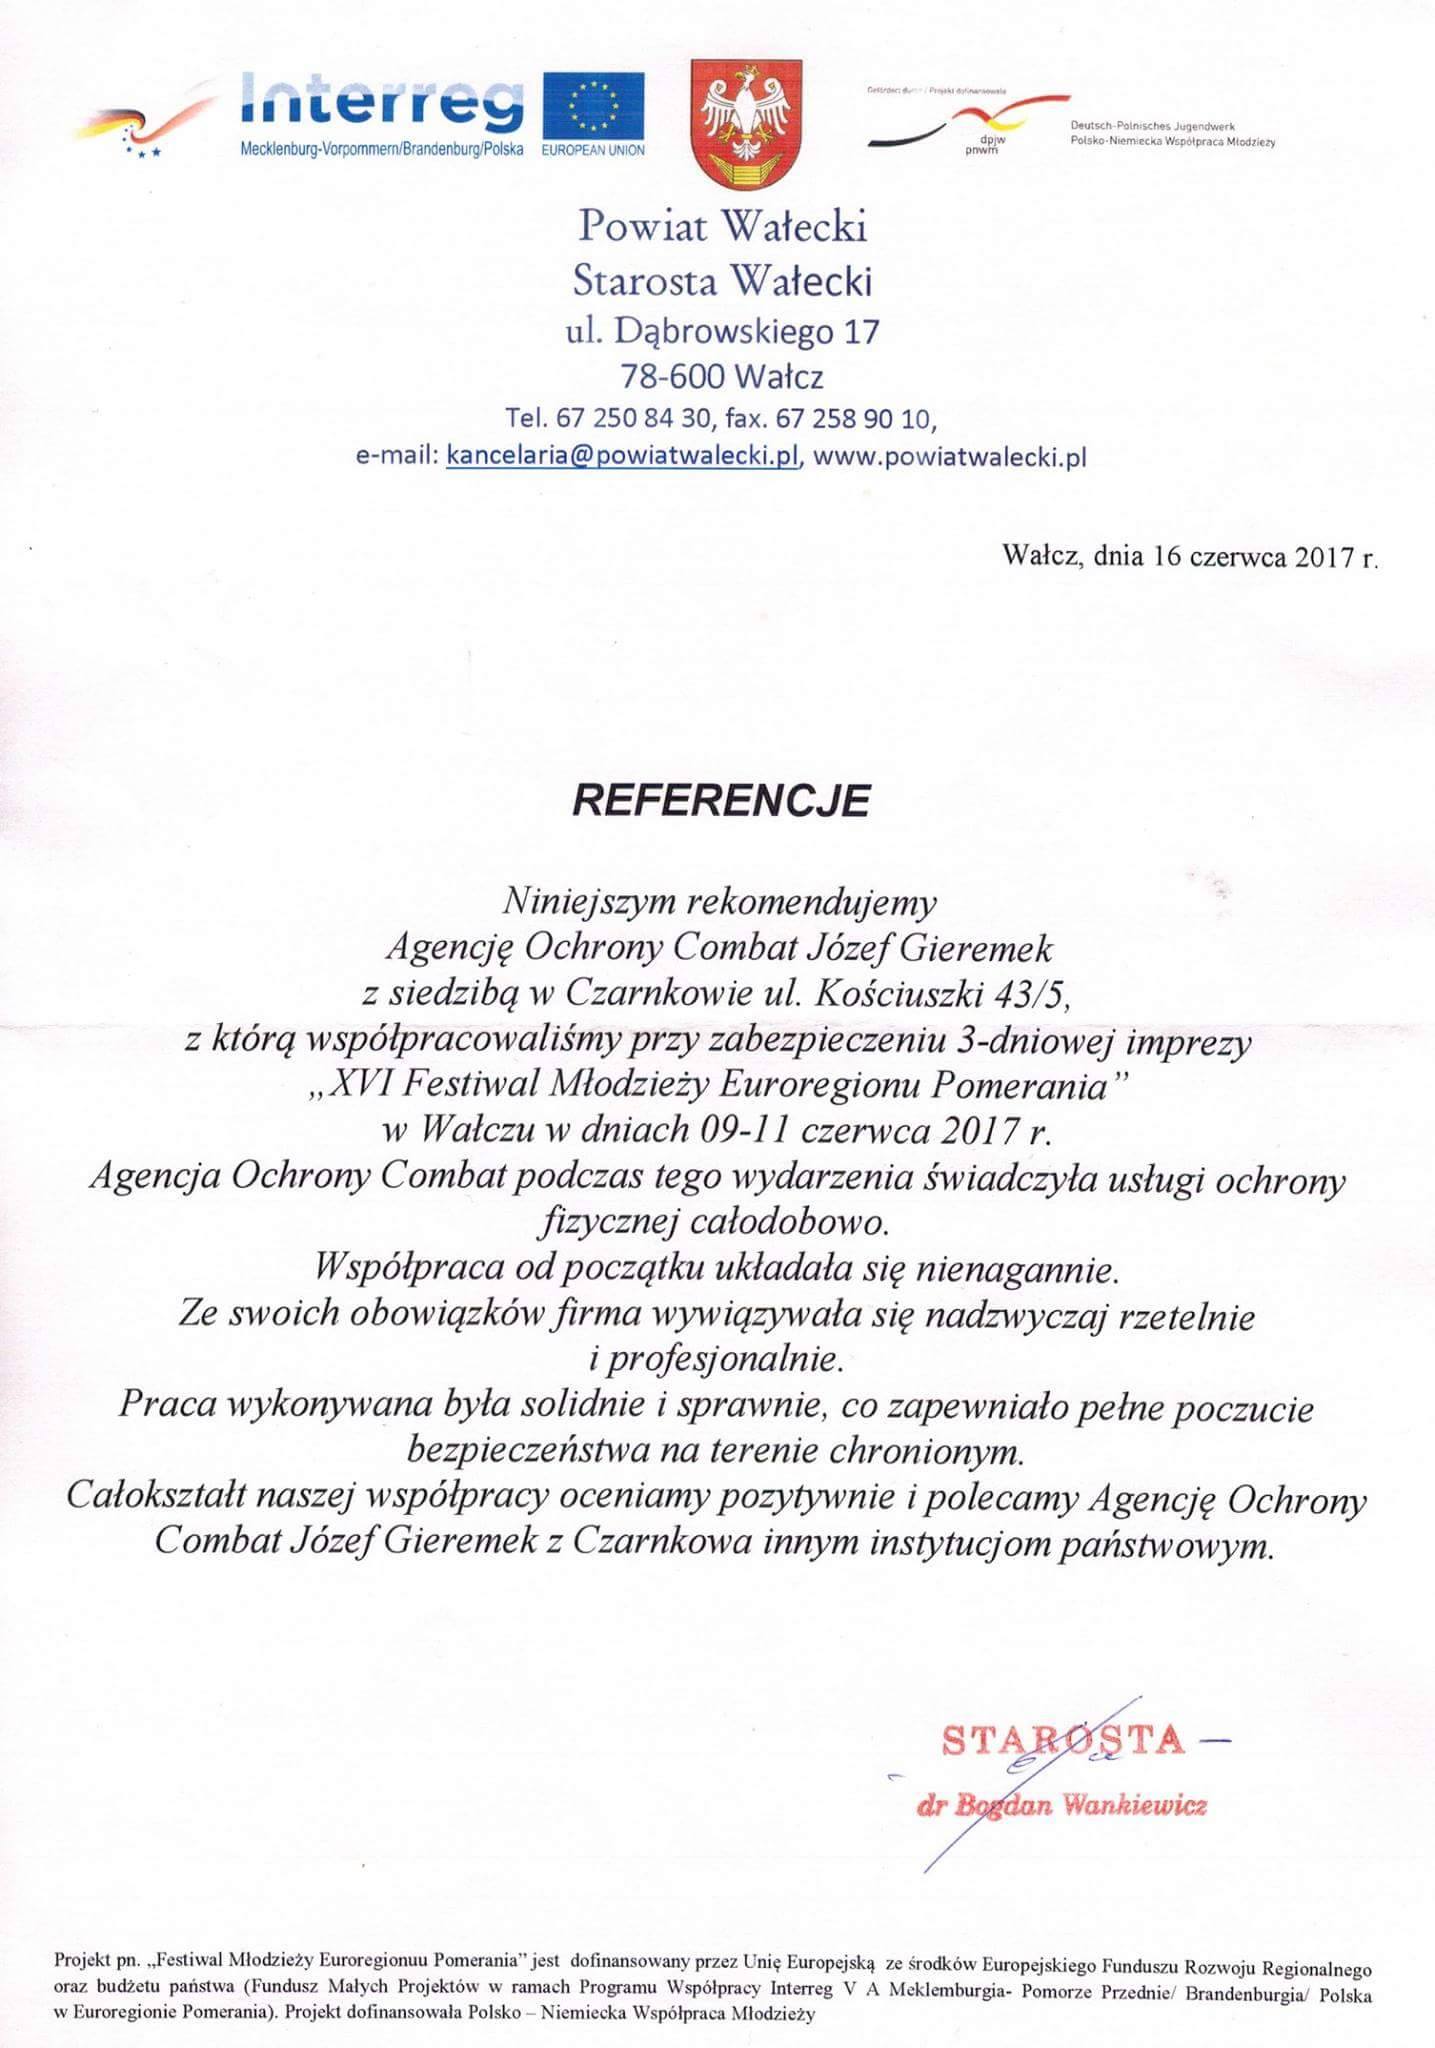 Interreg
Mecklenburg-Vorpommern/Brandenburg/Polska
EUROPEAN UNION
Gefördert durch / Projekt dofinansowała
dpjw
pnwm
Deutsch-Polnisches Jugendwerk
Polsko-Niemiecka Współpraca Młodzieży
Powiat Wałecki
Starosta Wałecki
ul. Dąbrowskiego 17
78-600 Wałcz
Tel. 67 250 84 30, fax. 67 258 90 10,
e-mail: kancelaria@powiatwalecki.pl, www.powiatwalecki.pl
Wałcz, dnia 16 czerwca 2017 r.
REFERENCJE
Niniejszym rekomendujemy
Agencję Ochrony Combat Józef Gieremek
z siedzibą w Czarnkowie ul. Kościuszki 43/5,
z którą współpracowaliśmy przy zabezpieczeniu 3-dniowej imprezy
„XVI Festiwal Młodzieży Euroregionu Pomerania”
w Wałczu w dniach 09-11 czerwca 2017 r.
Agencja Ochrony Combat podczas tego wydarzenia świadczyła usługi ochrony
fizycznej całodobowo.
Współpraca od początku układała się nienagannie.
Ze swoich obowiązków firma wywiązywała się nadzwyczaj rzetelnie
i profesjonalnie.
Praca wykonywana była solidnie i sprawnie, co zapewniało pełne poczucie
bezpieczeństwa na terenie chronionym.
Całokształt naszej współpracy oceniamy pozytywnie i polecamy Agencję Ochrony
Combat Józef Gieremek z Czarnkowa innym instytucjom państwowym.
STAROSTA
dr Bogdan Wankiewicz
Projekt pn. „Festiwal Młodzieży Euroregionuu Pomerania” jest dofinansowany przez Unię Europejską ze środków Europejskiego Funduszu Rozwoju Regionalnego
oraz budżetu państwa (Fundusz Małych Projektów w ramach Programu Współpracy Interreg V A Meklemburgia- Pomorze Przednie/ Brandenburgia/ Polska
w Euroregionie Pomerania). Projekt dofinansowała Polsko – Niemiecka Współpraca Młodzieży